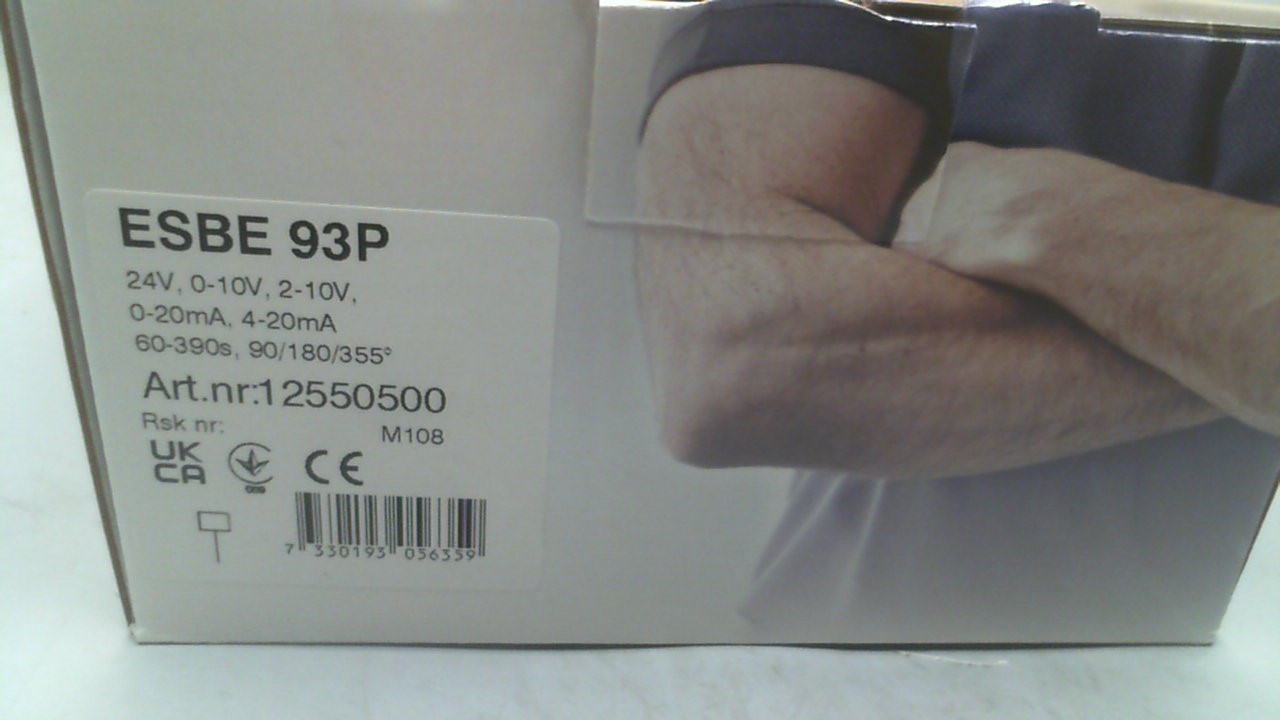 ESBE 93P
24V, 0-10V, 2-10V,
0-20mA, 4-20mA
60-390s, 90/180/355°
Art.nr:12550500
Rsk nr:
M108
UK
CA
CE
7 330193 056359